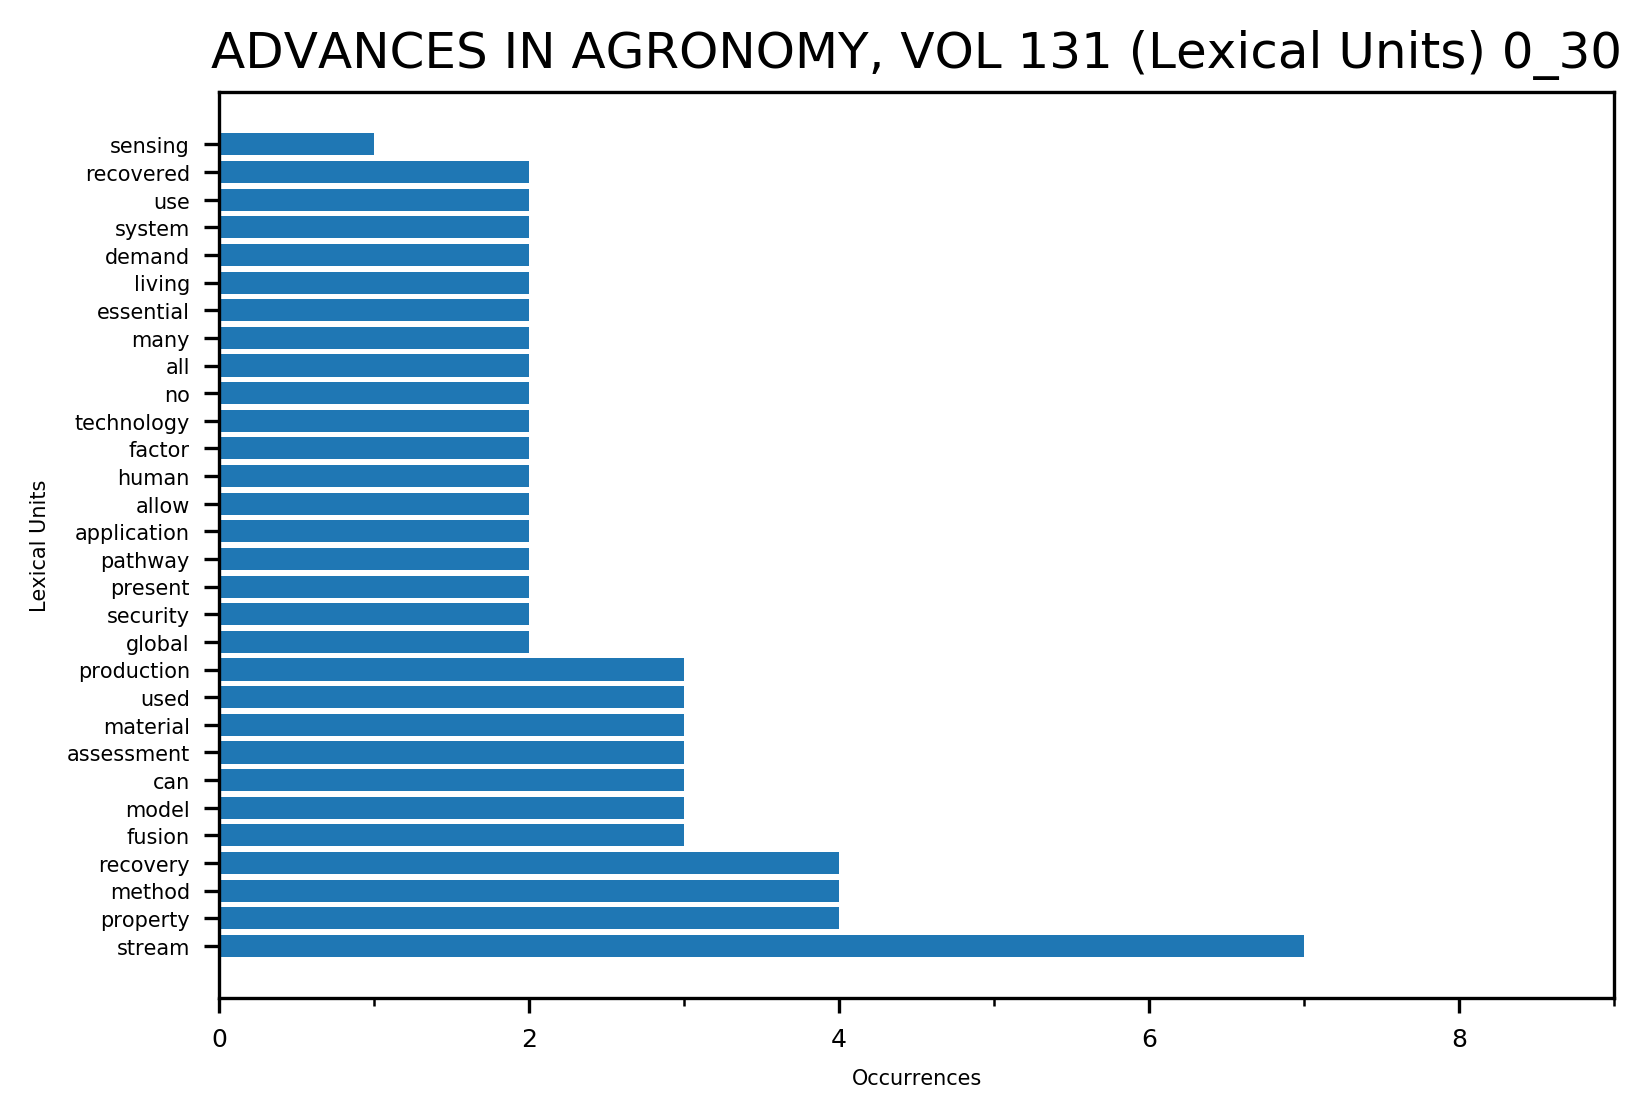 ADVANCES IN AGRONOMY, VOL 131 (Lexical Units) 0_30
sensing
recovered
use
system
demand
living
essential
many
all
no
technology
factor
human
allow
application
pathway
present
security
global
production
used
material
assessment
can
model
fusion
recovery
method
property
stream
Lexical Units
0 2 4 6 8
Occurrences